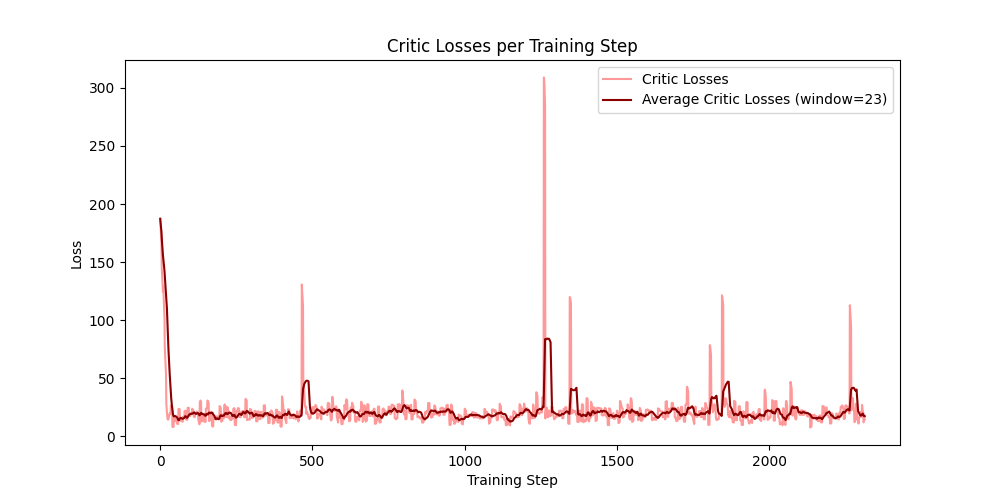 Critic Losses per Training Step
Critic Losses
Average Critic Losses (window=23)
Loss
300
250
200
150
100
50
0
0 500 1000 1500 2000
Training Step